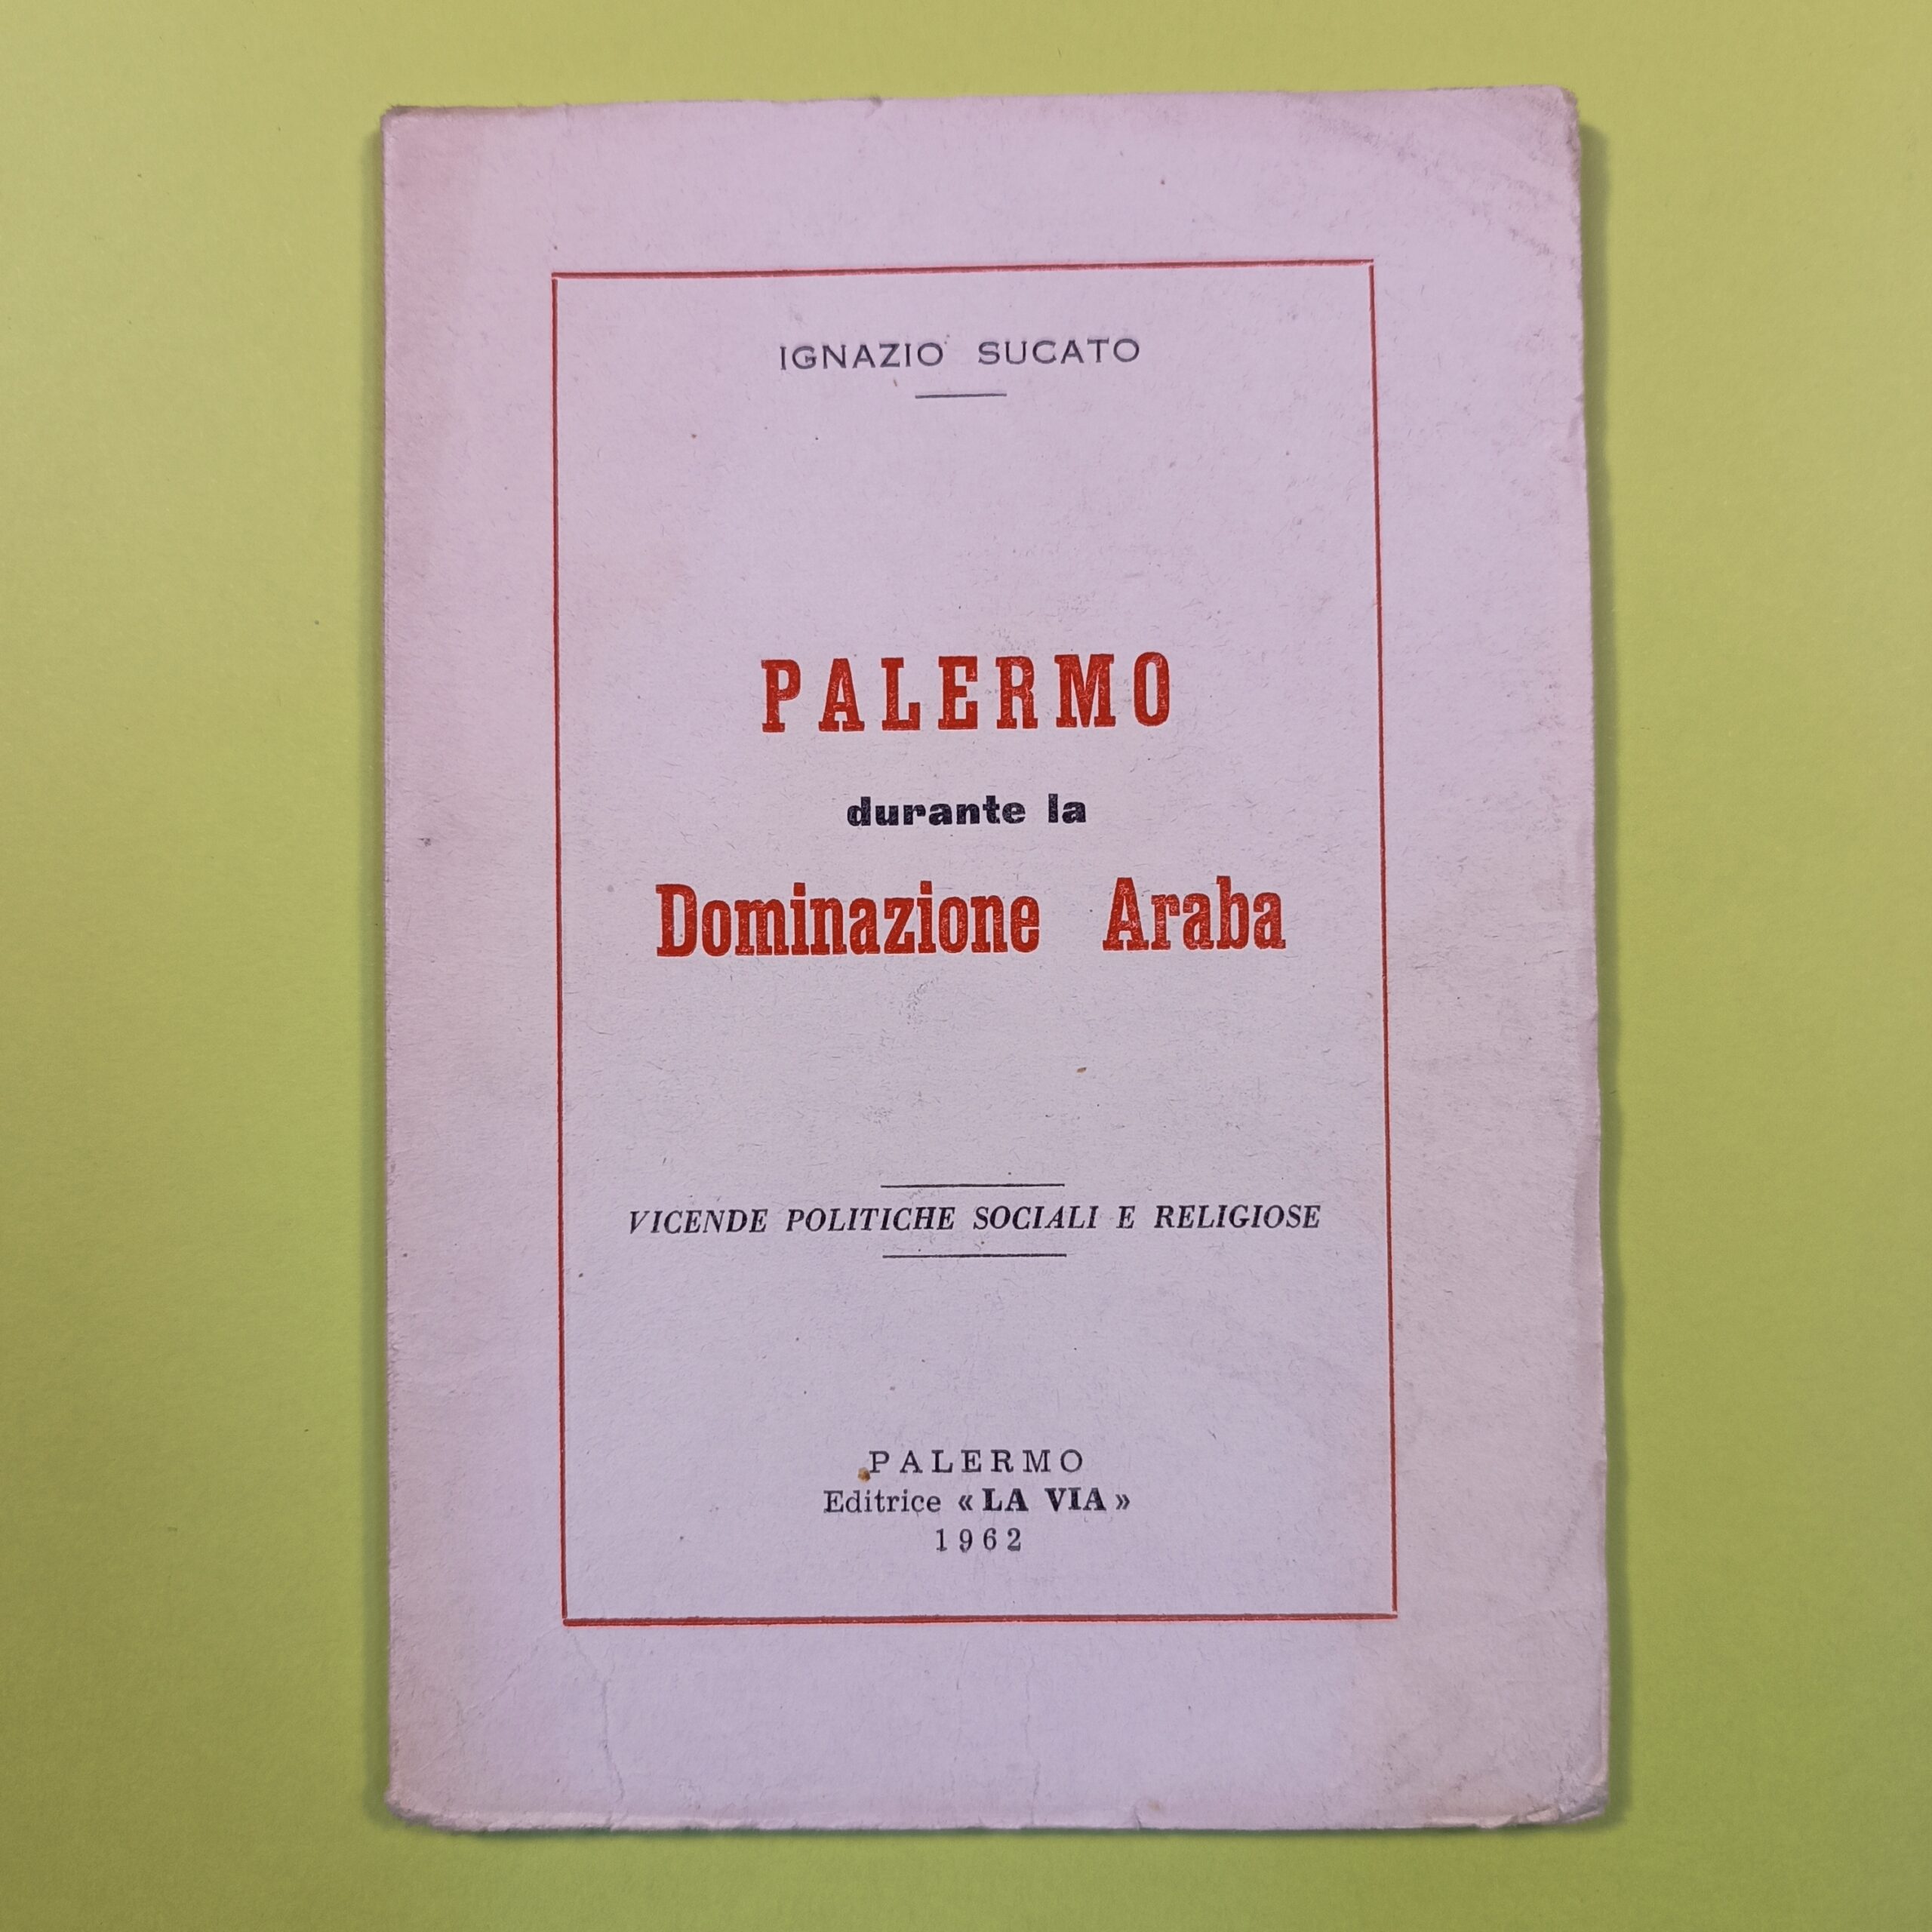 IGNAZIO SUCATO
PALERMO
durante la
Dominazione Araba
VICENDE POLITICHE SOCIALI E RELIGIOSE
PALERMO
Editrice « LA VIA »
1962